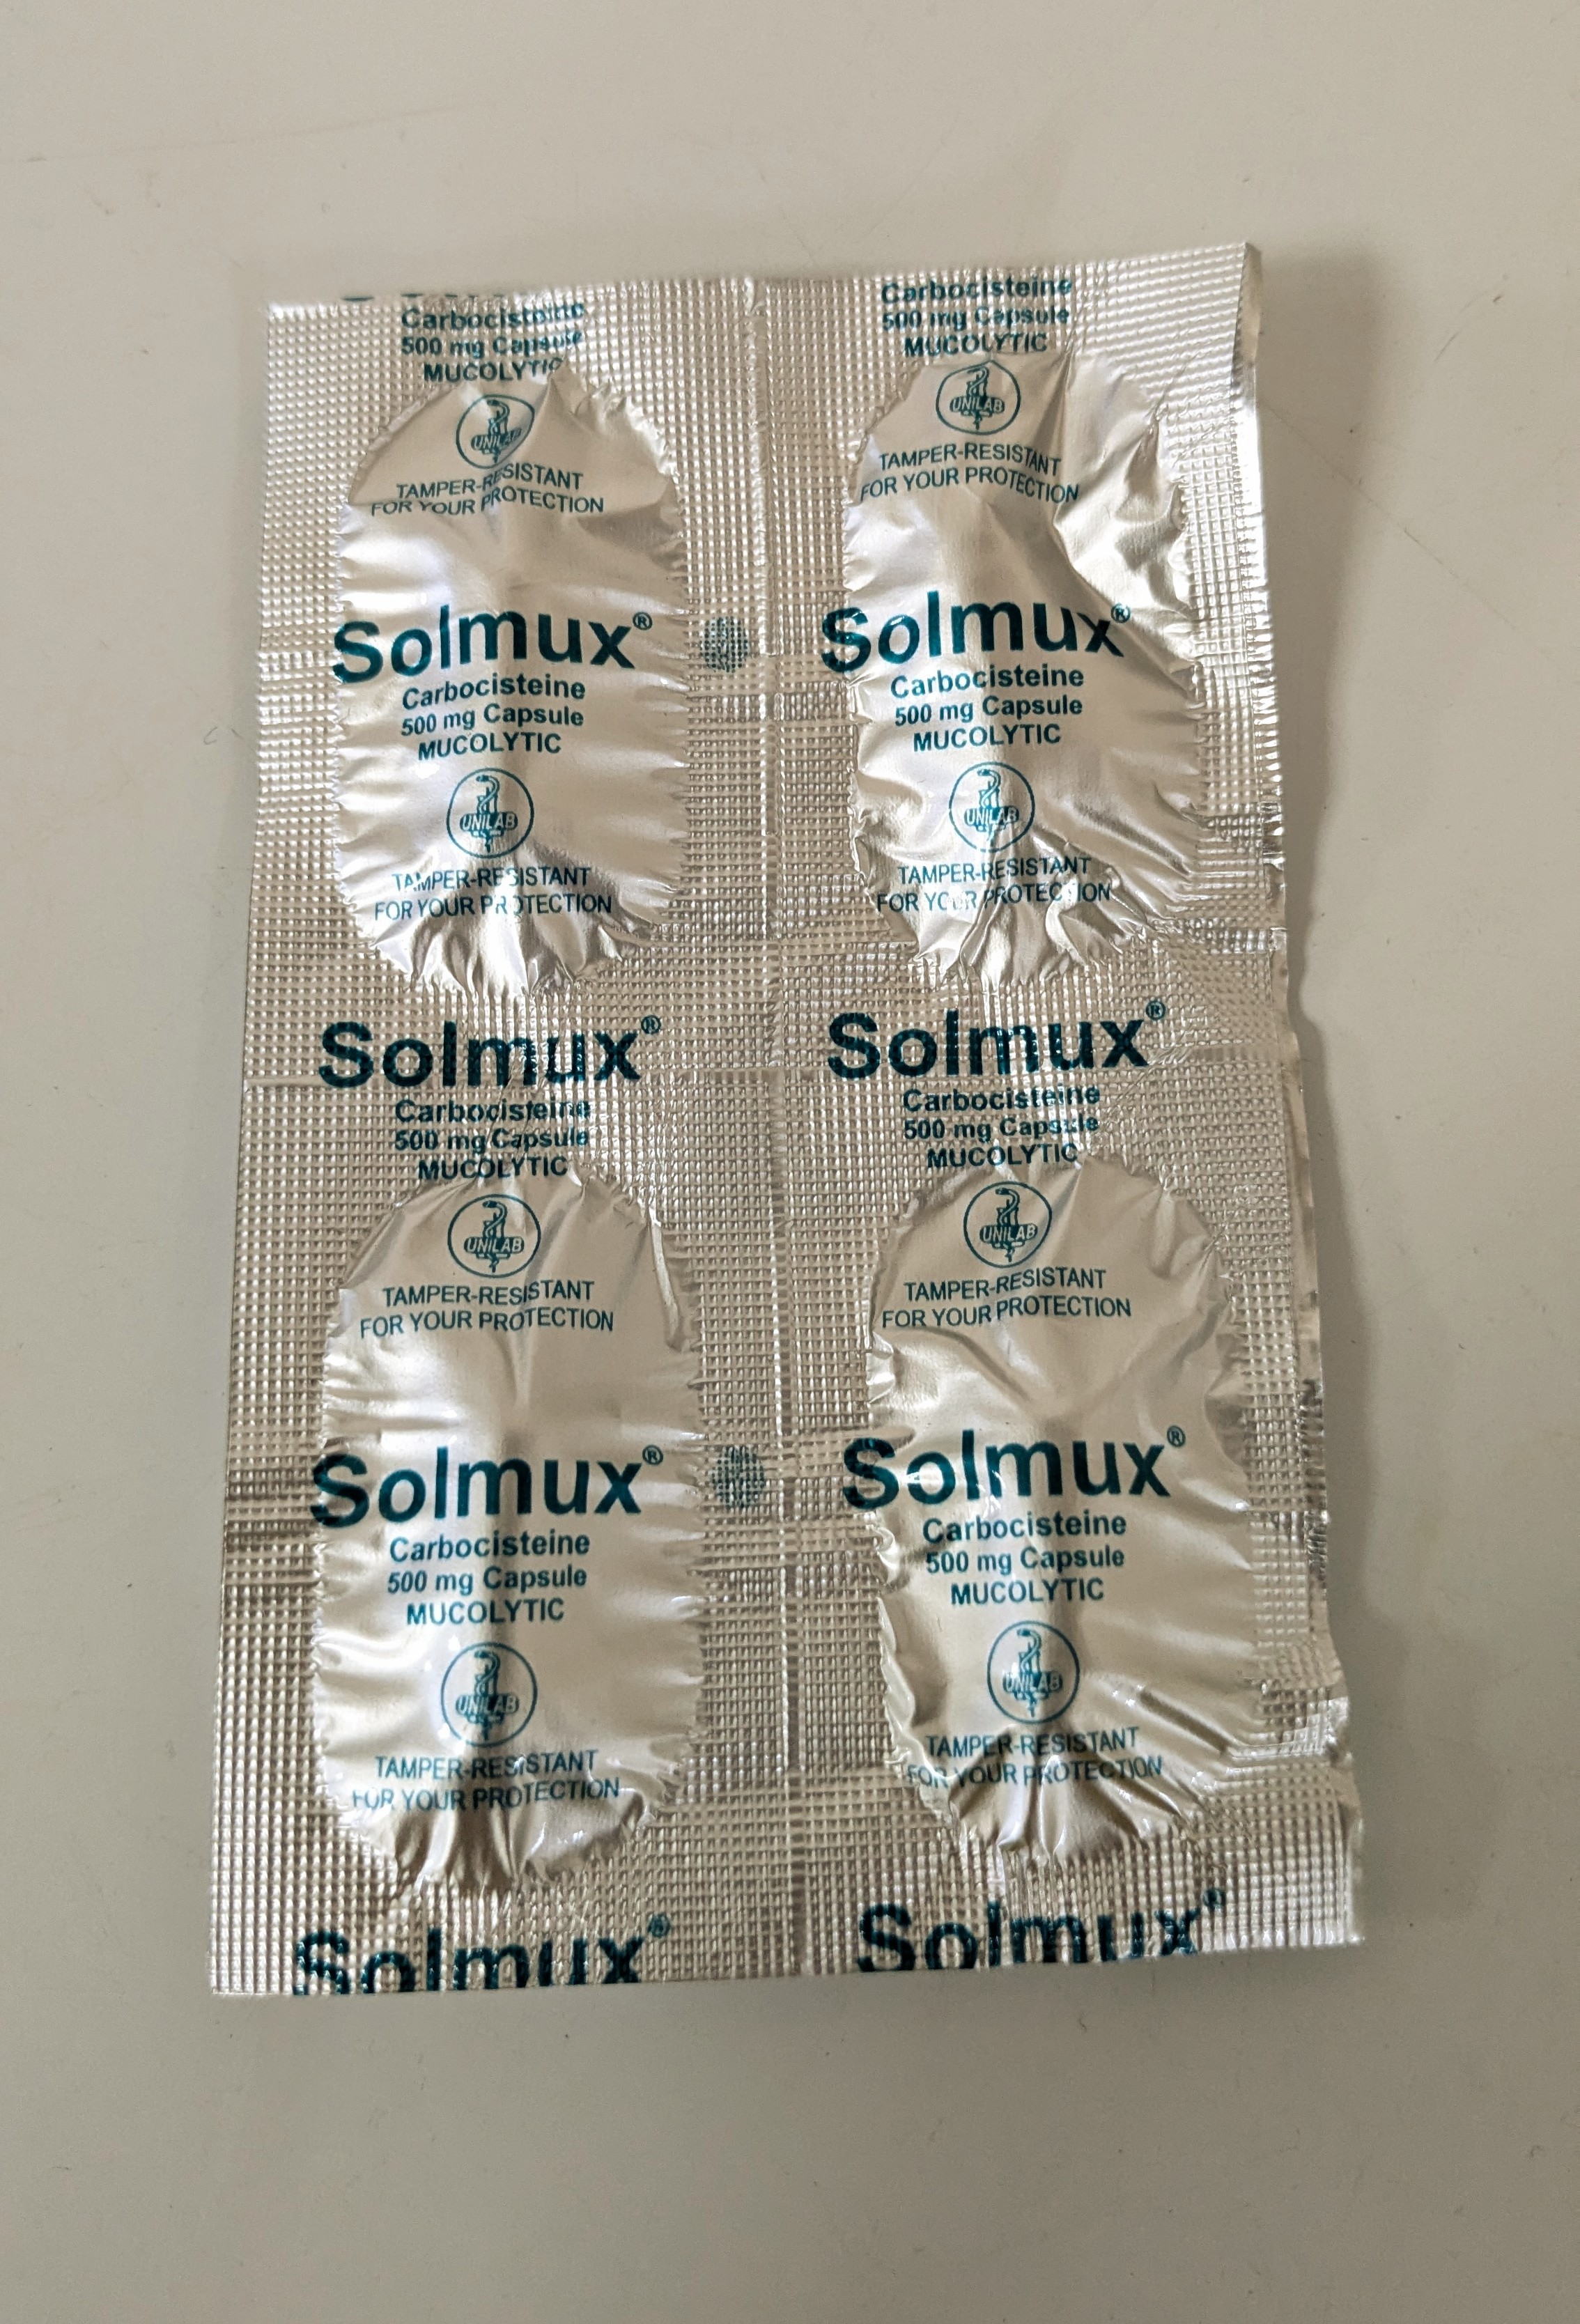 Carbocisteine
500 mg Capsule
MUCOLYTIC
UNILAB
TAMPER-RESISTANT
FOR YOUR PROTECTION
Solmux®
Carbocisteine
500 mg Capsule
MUCOLYTIC
UNILAB
TAMPER-RESISTANT
FOR YOUR PROTECTION
Solmux®
Carbocisteine
500 mg Capsule
MUCOLYTIC
UNILAB
TAMPER-RESISTANT
FOR YOUR PROTECTION
Solmux®
Carbocisteine
500 mg Capsule
MUCOLYTIC
UNILAB
TAMPER-RESISTANT
FOR YOUR PROTECTION
Solmux®
Carbocisteine
500 mg Capsule
MUCOLYTIC
UNILAB
TAMPER-RESISTANT
FOR YOUR PROTECTION
Solmux®
Carbocisteine
500 mg Capsule
MUCOLYTIC
UNILAB
TAMPER-RESISTANT
FOR YOUR PROTECTION
Solmux®
Carbocisteine
500 mg Capsule
MUCOLYTIC
UNILAB
TAMPER-RESISTANT
FOR YOUR PROTECTION
Solmux®
Carbocisteine
500 mg Capsule
MUCOLYTIC
UNILAB
TAMPER-RESISTANT
FOR YOUR PROTECTION
Solmux®
Solmux®